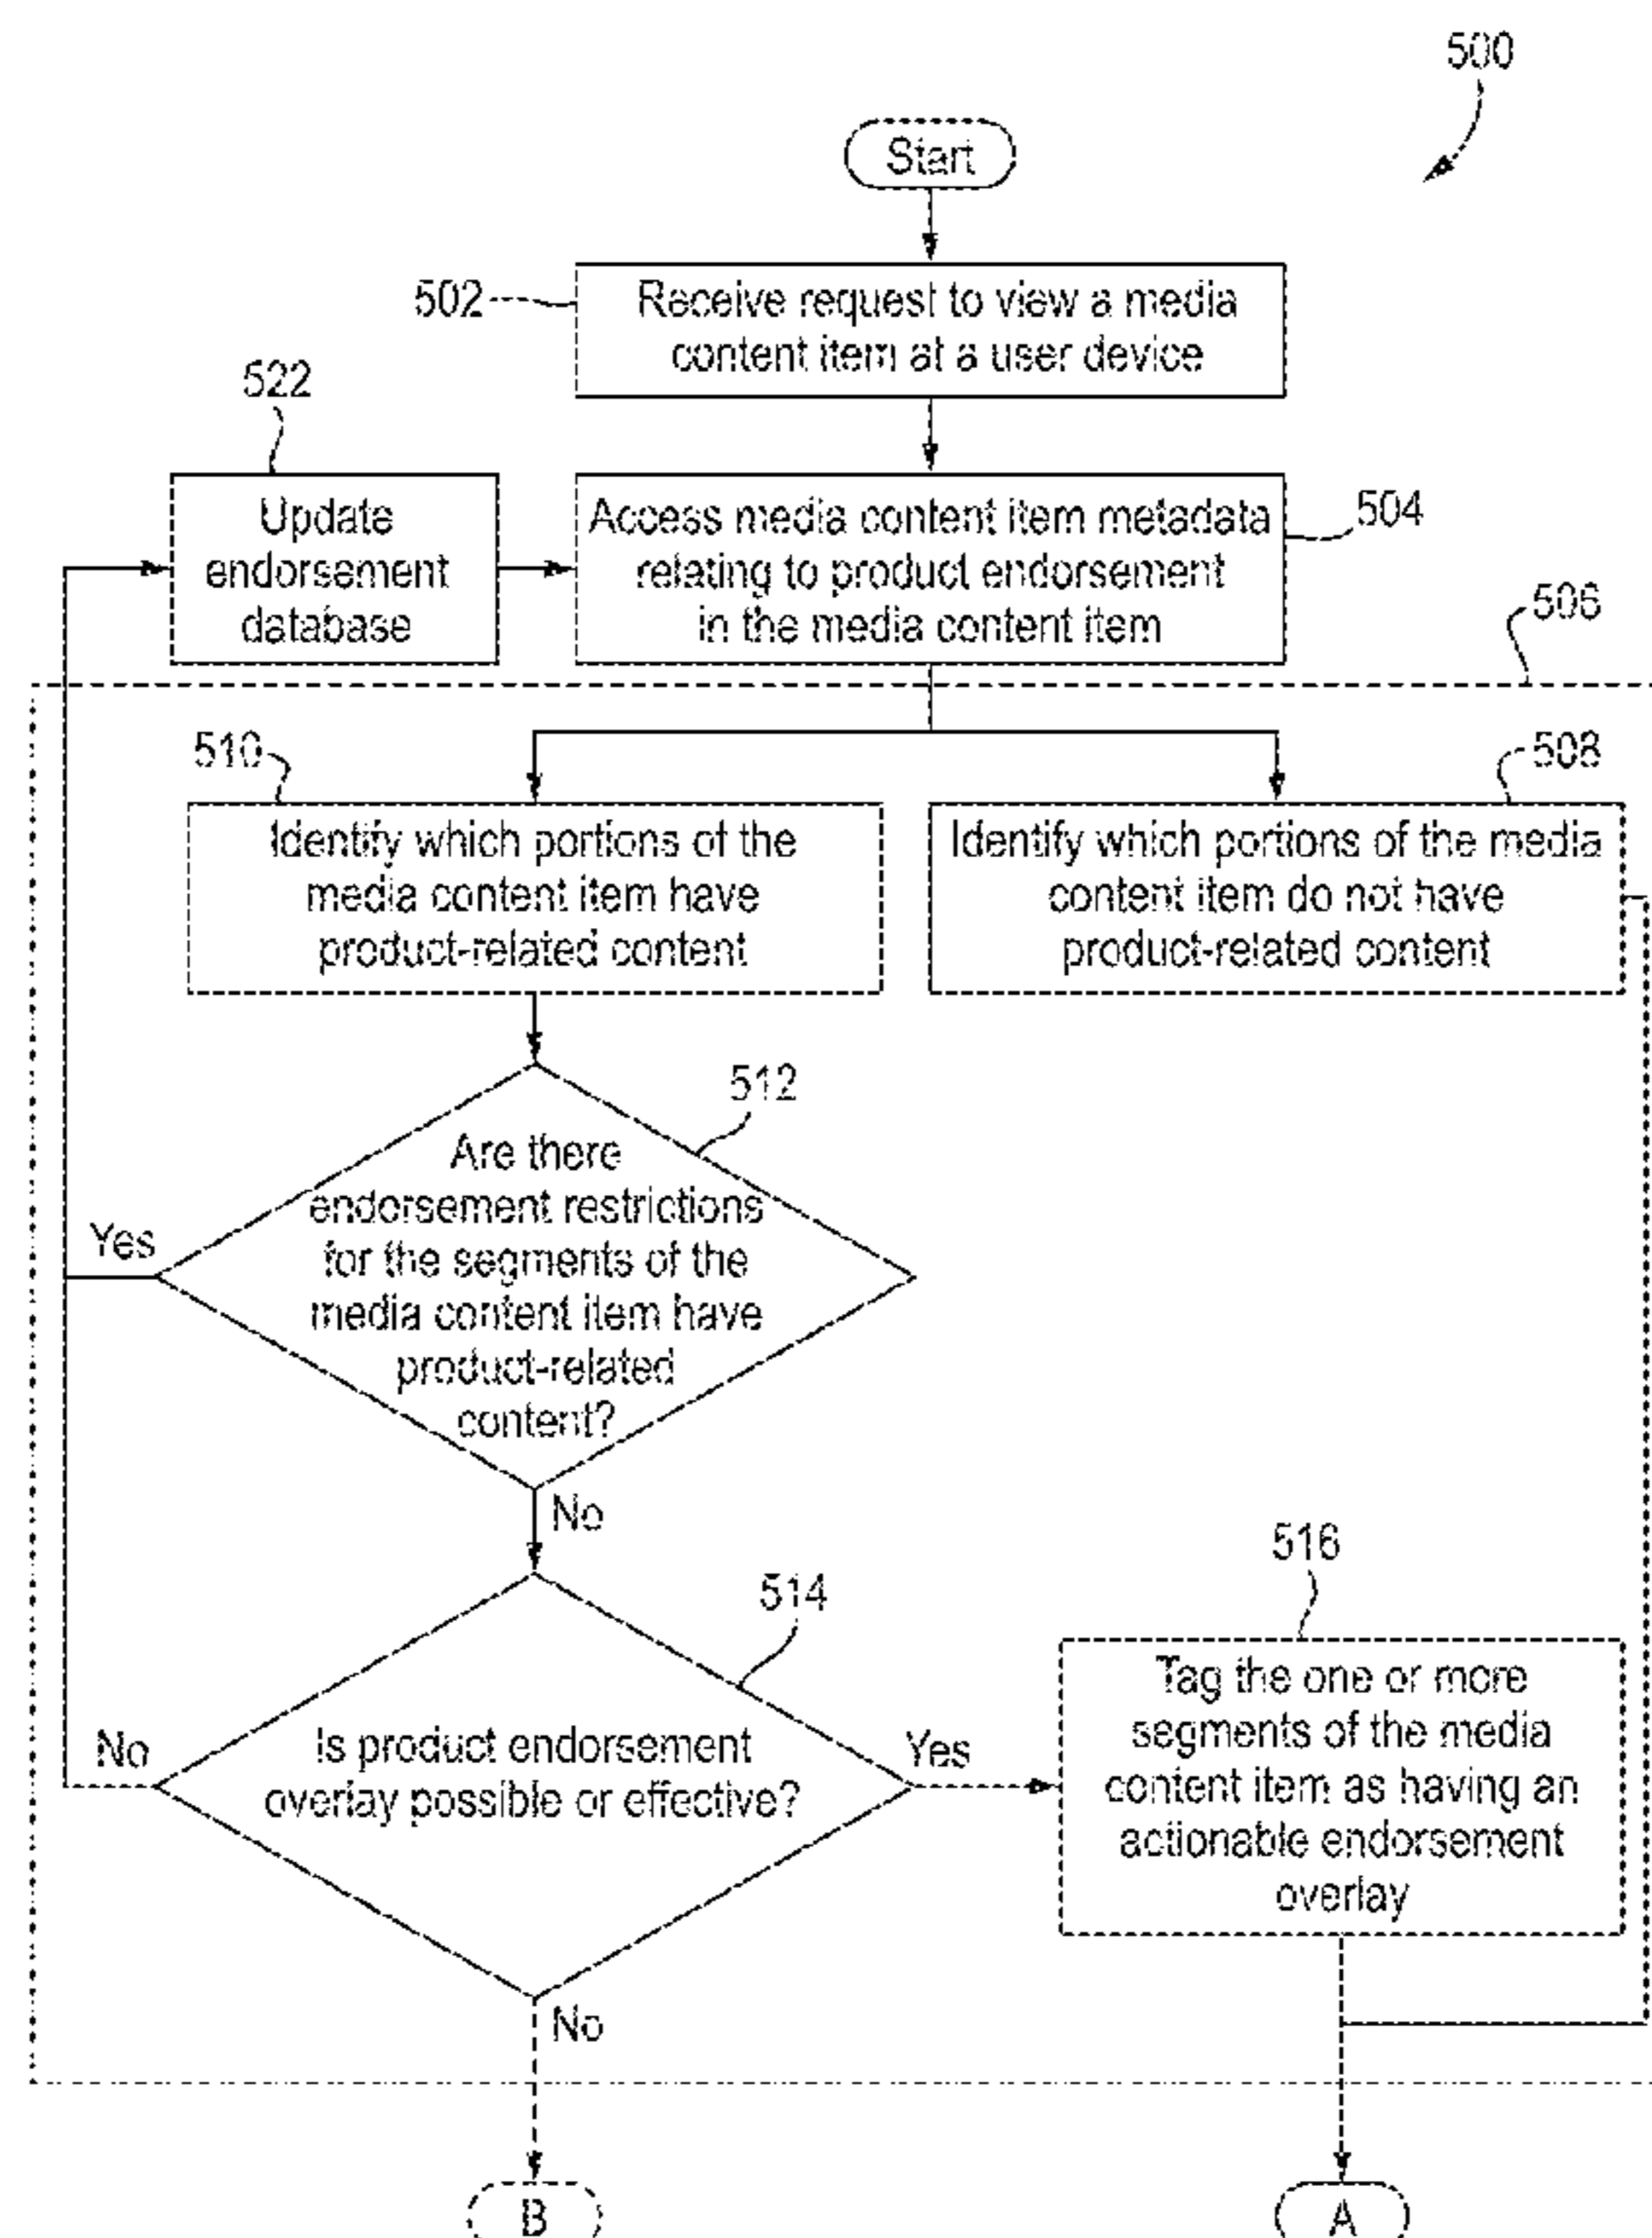 500
Start
502
Receive request to view a media
content item at a user device
522
Update
endorsement
database
Access media content item metadata
relating to product endorsement
in the media content item
504
506
510
Identify which portions of the
media content item have
product-related content
508
Identify which portions of the media
content item do not have
product-related content
512
Are there
endorsement restrictions
for the segments of the
media content item have
product-related
content?
Yes
No
514
Is product endorsement
overlay possible or effective?
No
Yes
516
Tag the one or more
segments of the media
content item as having an
actionable endorsement
overlay
No
B
A